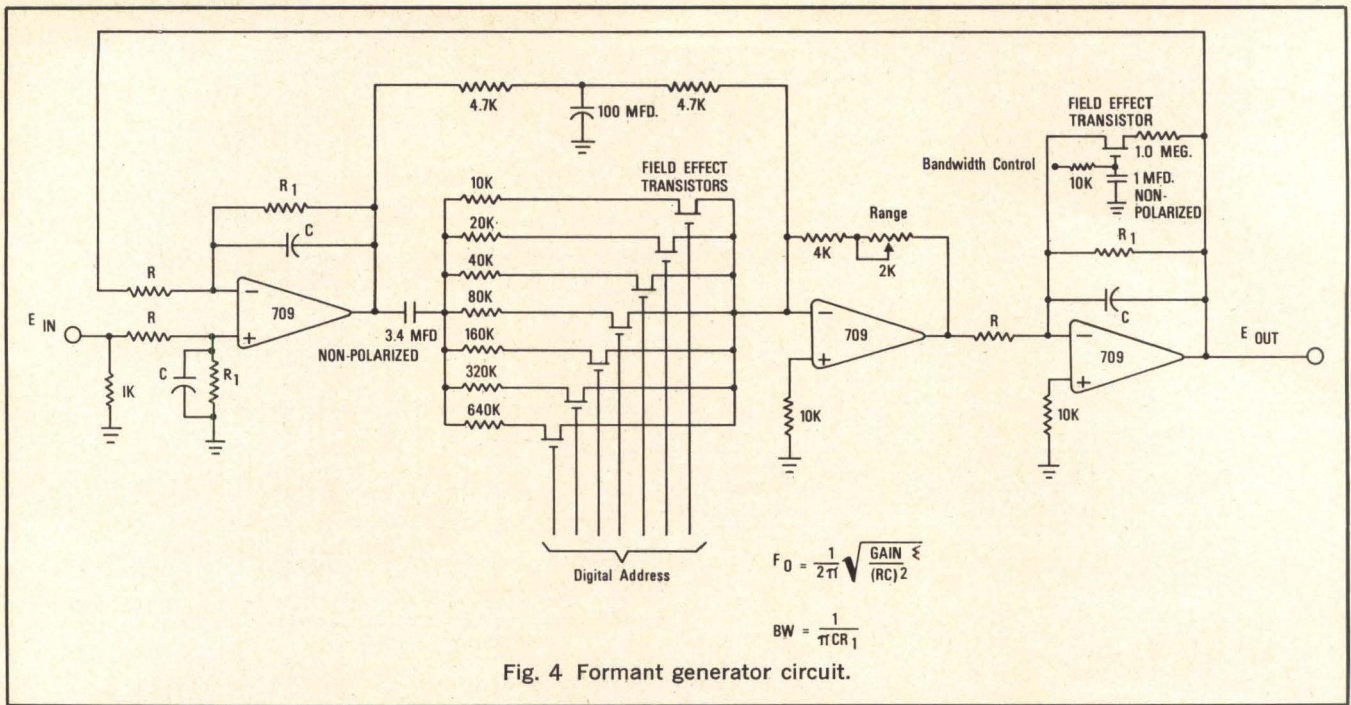 4.7K
4.7K
100 MFD.
FIELD EFFECT
TRANSISTOR
1.0 MEG.
Bandwidth Control
10K
1 MFD.
NON-
POLARIZED
R1
C
R
R
E IN
709
C
R1
1K
3.4 MFD
NON-POLARIZED
FIELD EFFECT
TRANSISTORS
10K
20K
40K
80K
160K
320K
640K
Digital Address
Range
4K
2K
709
10K
R
R1
C
709
10K
E OUT
F0 = 1/2π √GAIN/(RC)2
BW = 1/πCR1
Fig. 4 Formant generator circuit.